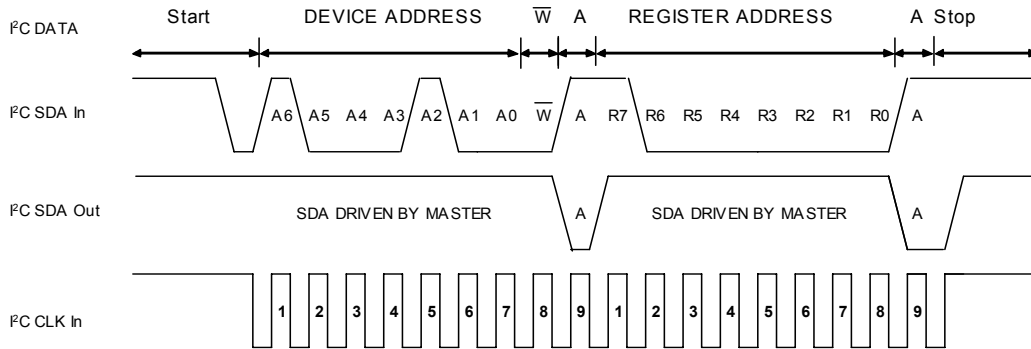 Start DEVICE ADDRESS W̅ A REGISTER ADDRESS A Stop
I²C DATA
I²C SDA In A6 A5 A4 A3 A2 A1 A0 W̅ A R7 R6 R5 R4 R3 R2 R1 R0 A
I²C SDA Out SDA DRIVEN BY MASTER A SDA DRIVEN BY MASTER A
I²C CLK In 1 2 3 4 5 6 7 8 9 1 2 3 4 5 6 7 8 9